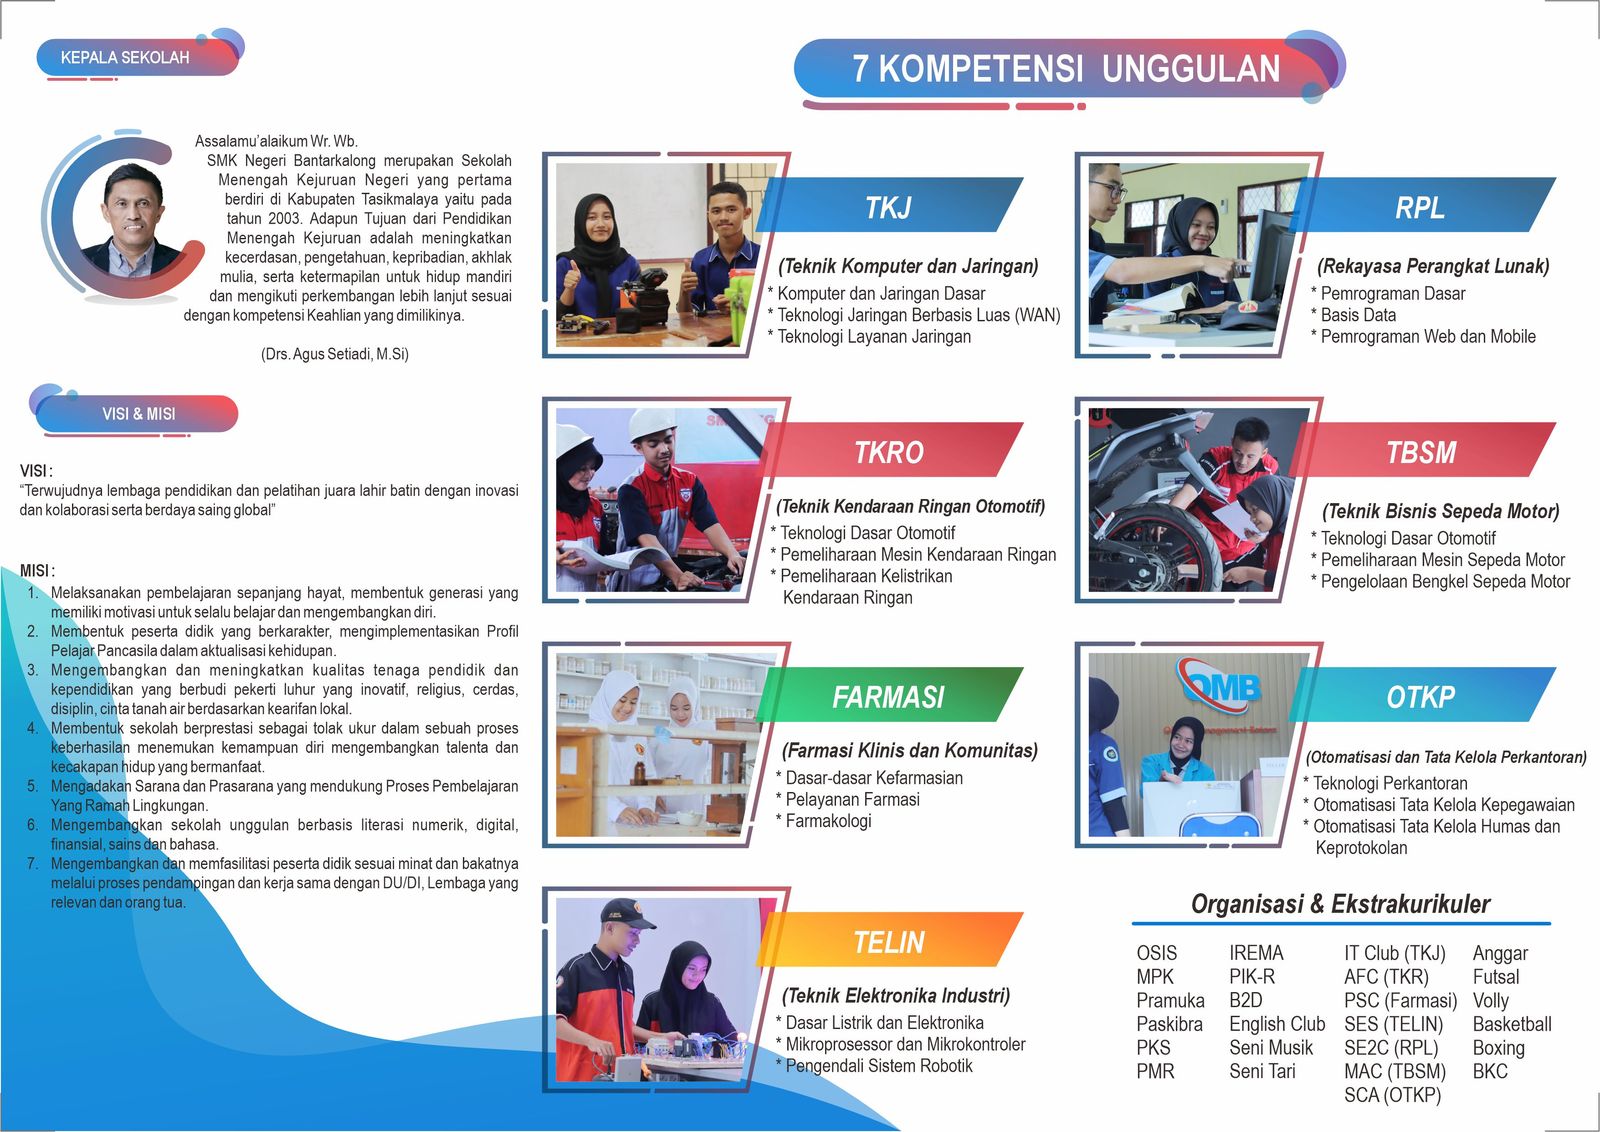 KEPALA SEKOLAH
Assalamu’alaikum Wr. Wb.
SMK Negeri Bantarkalong merupakan Sekolah
Menengah Kejuruan Negeri yang pertama
berdiri di Kabupaten Tasikmalaya yaitu pada
tahun 2003. Adapun Tujuan dari Pendidikan
Menengah Kejuruan adalah meningkatkan
kecerdasan, pengetahuan, kepribadian, akhlak
mulia, serta ketermapilan untuk hidup mandiri
dan mengikuti perkembangan lebih lanjut sesuai
dengan kompetensi Keahlian yang dimilikinya.
(Drs. Agus Setiadi, M.Si)
VISI & MISI
VISI :
“Terwujudnya lembaga pendidikan dan pelatihan juara lahir batin dengan inovasi
dan kolaborasi serta berdaya saing global”
MISI :
1. Melaksanakan pembelajaran sepanjang hayat, membentuk generasi yang
memiliki motivasi untuk selalu belajar dan mengembangkan diri.
2. Membentuk peserta didik yang berkarakter, mengimplementasikan Profil
Pelajar Pancasila dalam aktualisasi kehidupan.
3. Mengembangkan dan meningkatkan kualitas tenaga pendidik dan
kependidikan yang berbudi pekerti luhur yang inovatif, religius, cerdas,
disiplin, cinta tanah air berdasarkan kearifan lokal.
4. Membentuk sekolah berprestasi sebagai tolak ukur dalam sebuah proses
keberhasilan menemukan kemampuan diri mengembangkan talenta dan
kecakapan hidup yang bermanfaat.
5. Mengadakan Sarana dan Prasarana yang mendukung Proses Pembelajaran
Yang Ramah Lingkungan.
6. Mengembangkan sekolah unggulan berbasis literasi numerik, digital,
finansial, sains dan bahasa.
7. Mengembangkan dan memfasilitasi peserta didik sesuai minat dan bakatnya
melalui proses pendampingan dan kerja sama dengan DU/DI, Lembaga yang
relevan dan orang tua.
7 KOMPETENSI UNGGULAN
TKJ
(Teknik Komputer dan Jaringan)
* Komputer dan Jaringan Dasar
* Teknologi Jaringan Berbasis Luas (WAN)
* Teknologi Layanan Jaringan
RPL
(Rekayasa Perangkat Lunak)
* Pemrograman Dasar
* Basis Data
* Pemrograman Web dan Mobile
TKRO
(Teknik Kendaraan Ringan Otomotif)
* Teknologi Dasar Otomotif
* Pemeliharaan Mesin Kendaraan Ringan
* Pemeliharaan Kelistrikan
Kendaraan Ringan
TBSM
(Teknik Bisnis Sepeda Motor)
* Teknologi Dasar Otomotif
* Pemeliharaan Mesin Sepeda Motor
* Pengelolaan Bengkel Sepeda Motor
FARMASI
(Farmasi Klinis dan Komunitas)
* Dasar-dasar Kefarmasian
* Pelayanan Farmasi
* Farmakologi
OMB
OTKP
(Otomatisasi dan Tata Kelola Perkantoran)
* Teknologi Perkantoran
* Otomatisasi Tata Kelola Kepegawaian
* Otomatisasi Tata Kelola Humas dan
Keprotokolan
TELIN
(Teknik Elektronika Industri)
* Dasar Listrik dan Elektronika
* Mikroprosessor dan Mikrokontroler
* Pengendali Sistem Robotik
Organisasi & Ekstrakurikuler
OSIS IREMA IT Club (TKJ) Anggar
MPK PIK-R AFC (TKR) Futsal
Pramuka B2D PSC (Farmasi) Volly
Paskibra English Club SES (TELIN) Basketball
PKS Seni Musik SE2C (RPL) Boxing
PMR Seni Tari MAC (TBSM) BKC
SCA (OTKP)